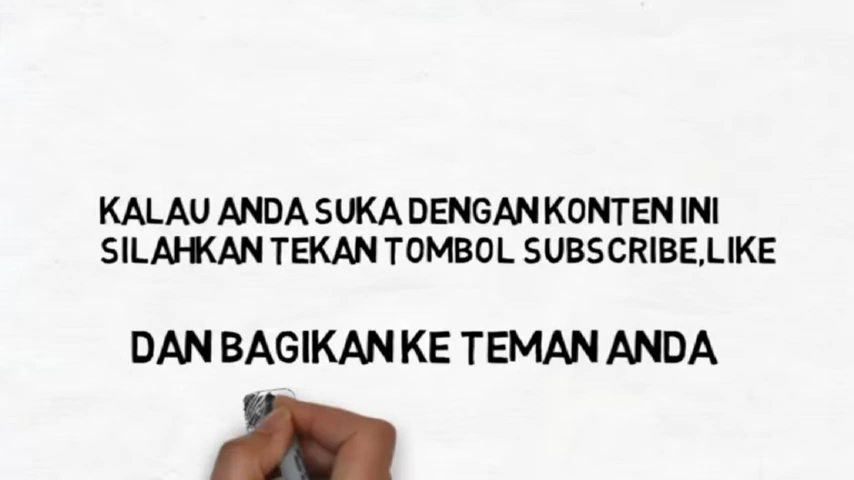 KALAU ANDA SUKA DENGAN KONTEN INI
SILAHKAN TEKAN TOMBOL SUBSCRIBE,LIKE
DAN BAGIKAN KE TEMAN ANDA